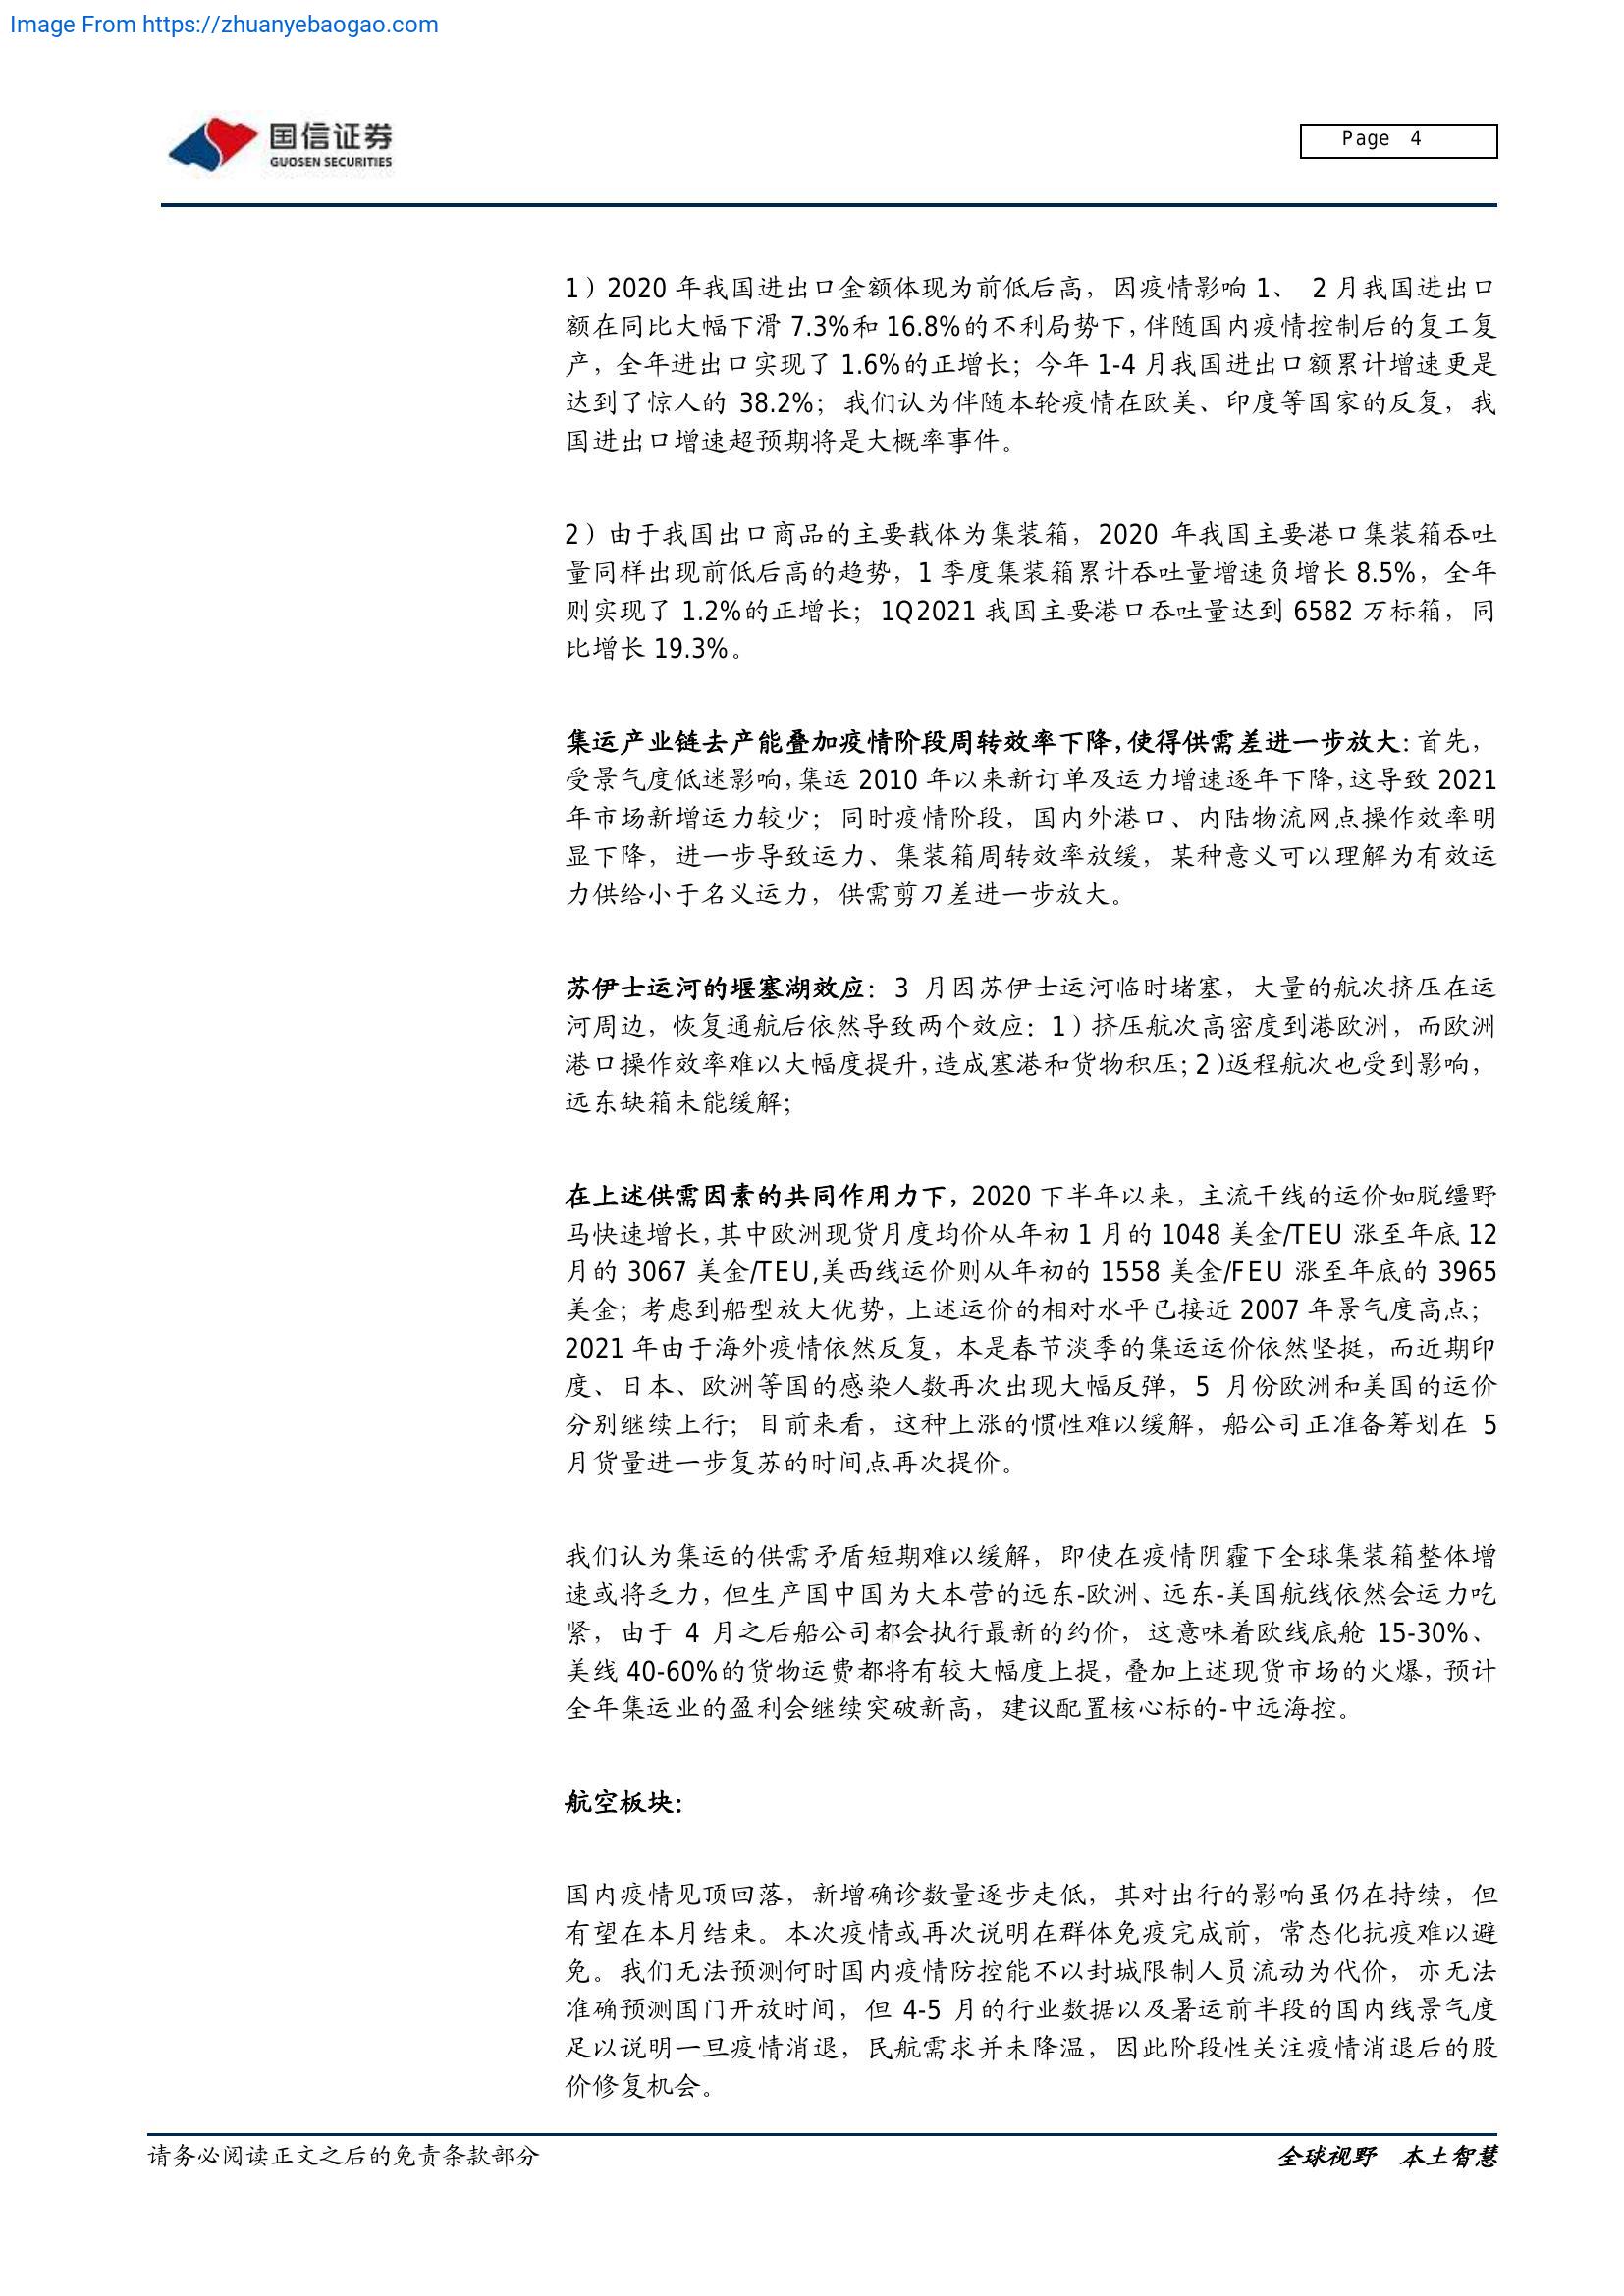 Image From https://zhuanyebaogao.com
国信证券
GUOSEN SECURITIES
Page 4
1）2020 年我国进出口金额体现为前低后高，因疫情影响 1、 2 月我国进出口
额在同比大幅下滑 7.3%和 16.8%的不利局势下，伴随国内疫情控制后的复工复
产，全年进出口实现了 1.6%的正增长；今年 1-4 月我国进出口额累计增速更是
达到了惊人的 38.2%；我们认为伴随本轮疫情在欧美、印度等国家的反复，我
国进出口增速超预期将是大概率事件。
2）由于我国出口商品的主要载体为集装箱，2020 年我国主要港口集装箱吞吐
量同样出现前低后高的趋势，1 季度集装箱累计吞吐量增速负增长 8.5%，全年
则实现了 1.2%的正增长；1Q2021 我国主要港口吞吐量达到 6582 万标箱，同
比增长 19.3%。
集运产业链去产能叠加疫情阶段周转效率下降，使得供需差进一步放大：首先，
受景气度低迷影响，集运 2010 年以来新订单及运力增速逐年下降，这导致 2021
年市场新增运力较少；同时疫情阶段，国内外港口、内陆物流网点操作效率明
显下降，进一步导致运力、集装箱周转效率放缓，某种意义可以理解为有效运
力供给小于名义运力，供需剪刀差进一步放大。
苏伊士运河的堰塞湖效应：3 月因苏伊士运河临时堵塞，大量的航次挤压在运
河周边，恢复通航后依然导致两个效应：1）挤压航次高密度到港欧洲，而欧洲
港口操作效率难以大幅度提升，造成塞港和货物积压；2）返程航次也受到影响，
远东缺箱未能缓解；
在上述供需因素的共同作用力下，2020 下半年以来，主流干线的运价如脱缰野
马快速增长，其中欧洲现货月度均价从年初 1 月的 1048 美金/TEU 涨至年底 12
月的 3067 美金/TEU,美西线运价则从年初的 1558 美金/FEU 涨至年底的 3965
美金；考虑到船型放大优势，上述运价的相对水平已接近 2007 年景气度高点；
2021 年由于海外疫情依然反复，本是春节淡季的集运运价依然坚挺，而近期印
度、日本、欧洲等国的感染人数再次出现大幅反弹，5 月份欧洲和美国的运价
分别继续上行；目前来看，这种上涨的惯性难以缓解，船公司正准备筹划在 5
月货量进一步复苏的时间点再次提价。
我们认为集运的供需矛盾短期难以缓解，即使在疫情阴霾下全球集装箱整体增
速或将乏力，但生产国中国为大本营的远东-欧洲、远东-美国航线依然会运力吃
紧，由于 4 月之后船公司都会执行最新的约价，这意味着欧线底舱 15-30%、
美线 40-60%的货物运费都将有较大幅度上提，叠加上述现货市场的火爆，预计
全年集运业的盈利会继续突破新高，建议配置核心标的-中远海控。
航空板块：
国内疫情见顶回落，新增确诊数量逐步走低，其对出行的影响虽仍在持续，但
有望在本月结束。本次疫情或再次说明在群体免疫完成前，常态化抗疫难以避
免。我们无法预测何时国内疫情防控能不以封城限制人员流动为代价，亦无法
准确预测国门开放时间，但 4-5 月的行业数据以及暑运前半段的国内线景气度
足以说明一旦疫情消退，民航需求并未降温，因此阶段性关注疫情消退后的股
价修复机会。
请务必阅读正文之后的免责条款部分
全球视野 本土智慧